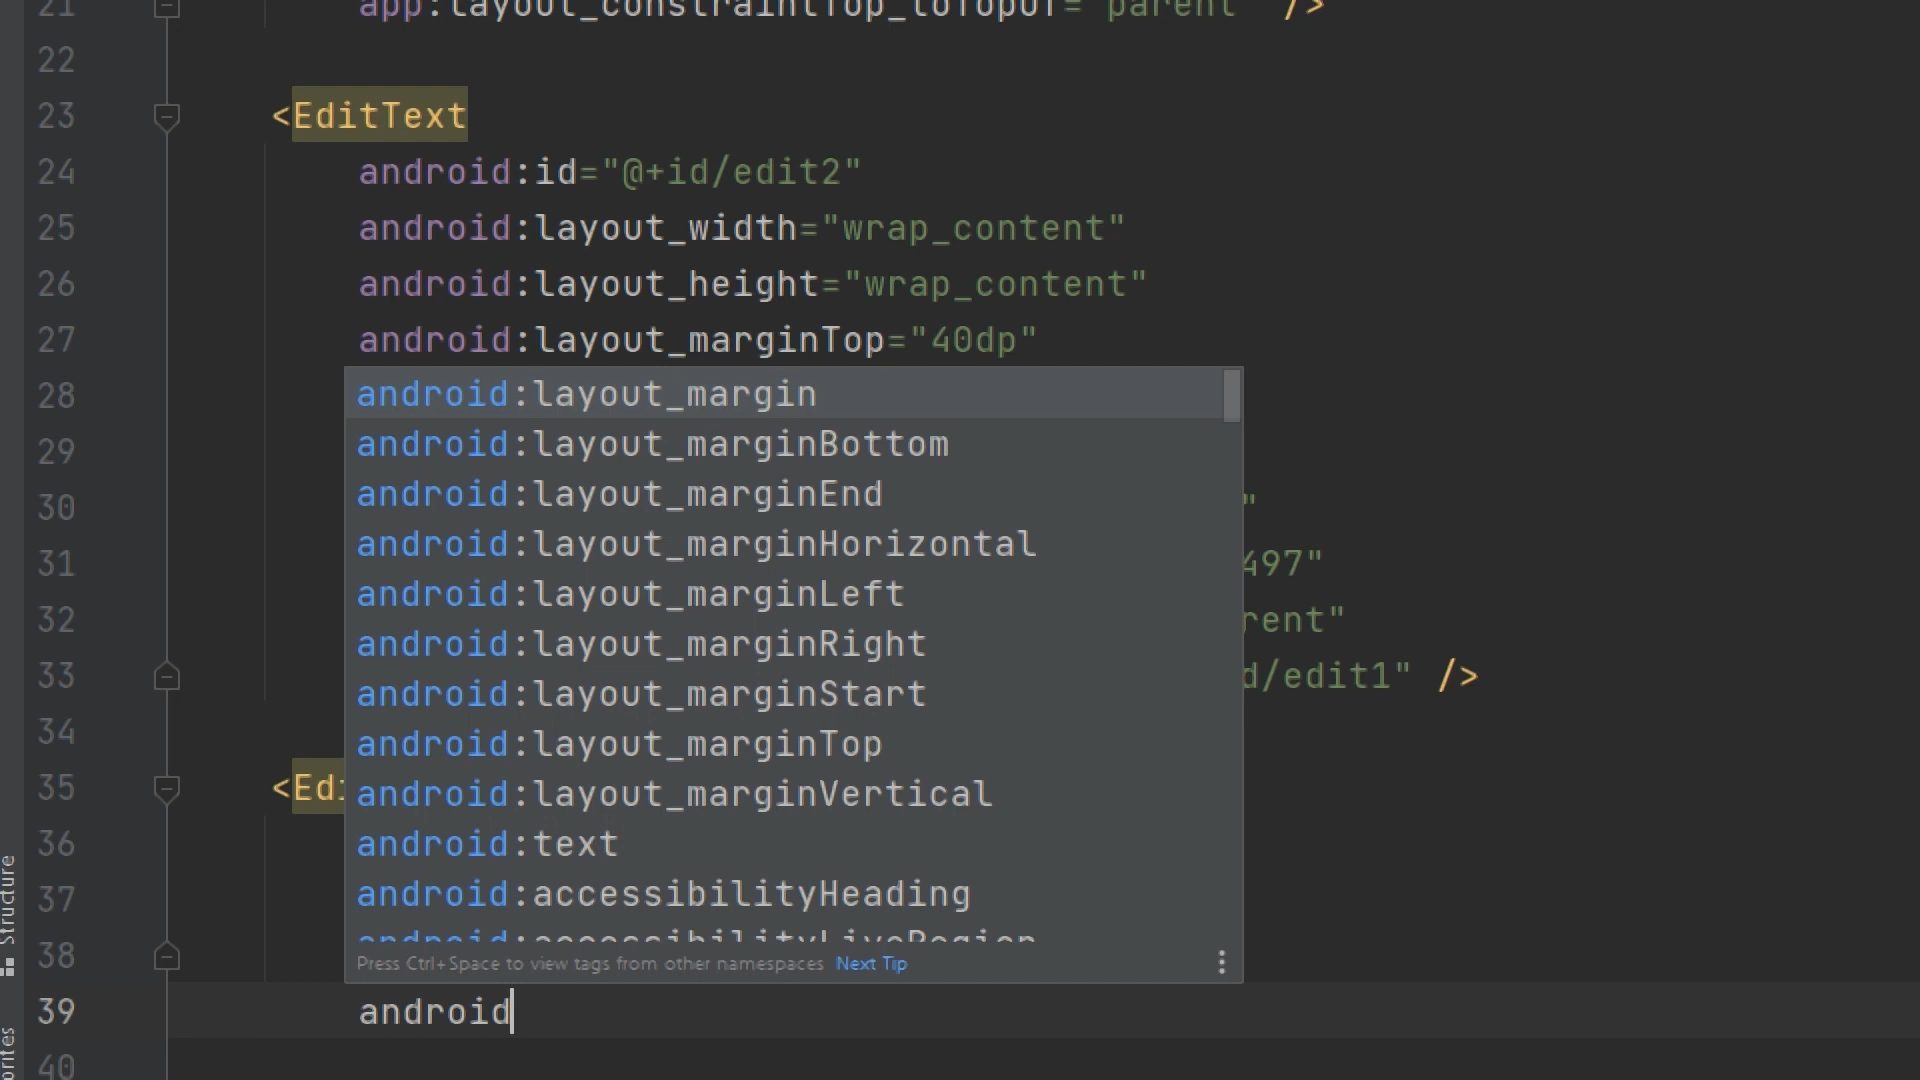 21 app:layout_constraintTop_toTopOf="parent" />
22
23 <EditText
24 android:id="@+id/edit2"
25 android:layout_width="wrap_content"
26 android:layout_height="wrap_content"
27 android:layout_marginTop="40dp"
28 android:layout_margin
android:layout_marginBottom
29
android:layout_marginEnd
30 "
android:layout_marginHorizontal
31 497"
android:layout_marginLeft
32 rent"
android:layout_marginRight
33 d/edit1" />
android:layout_marginStart
34
android:layout_marginTop
35 <Edi
android:layout_marginVertical
36 android:text
37 android:accessibilityHeading
38 android:accessibilityLiveRegion
Press Ctrl+Space to view tags from other namespaces Next Tip
39 android
40
Structure
orites